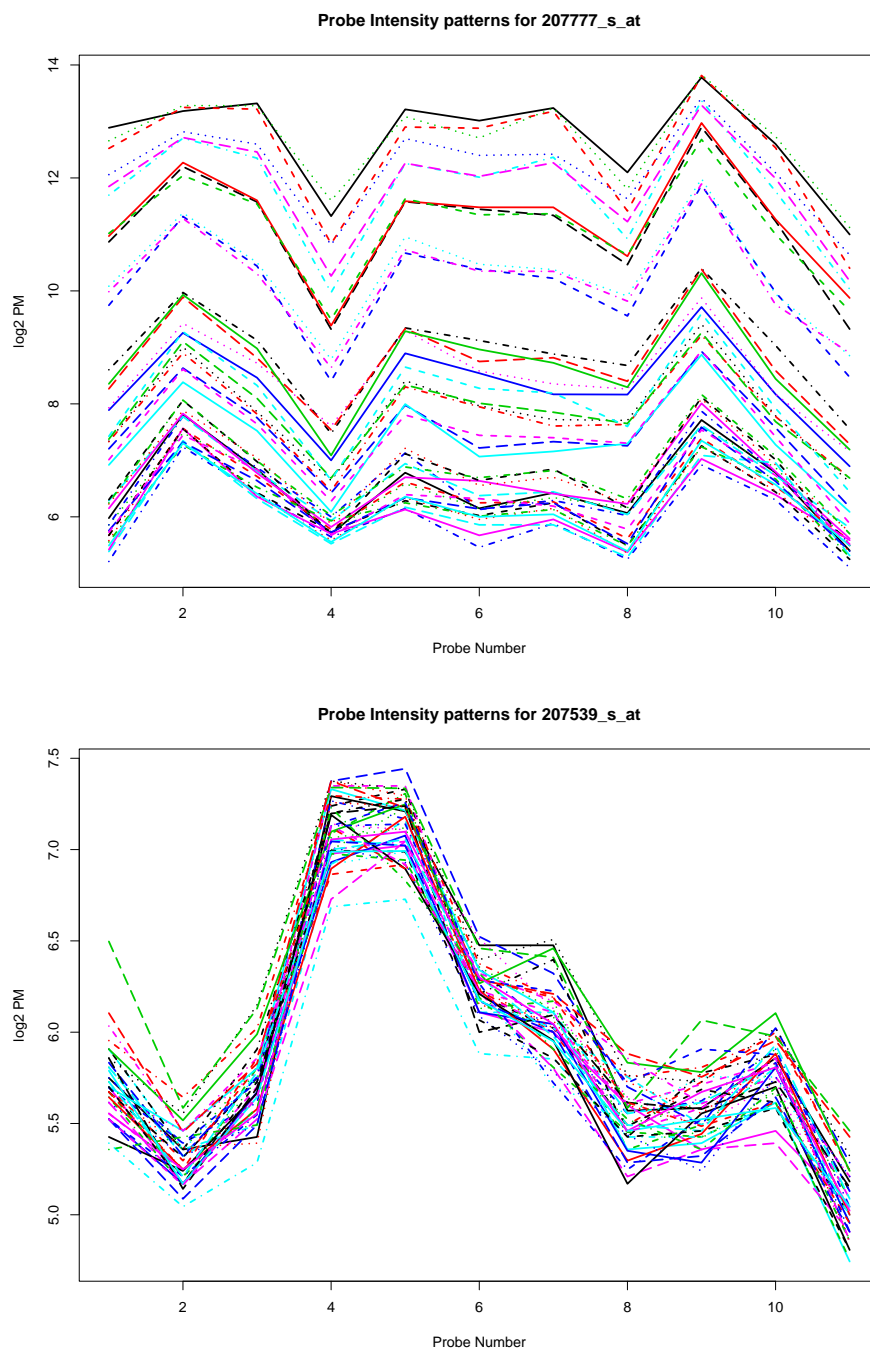 Probe Intensity patterns for 207777_s_at
log2 PM
14
12
10
8
6
2 4 6 8 10
Probe Number
Probe Intensity patterns for 207539_s_at
log2 PM
7.5
7.0
6.5
6.0
5.5
5.0
2 4 6 8 10
Probe Number